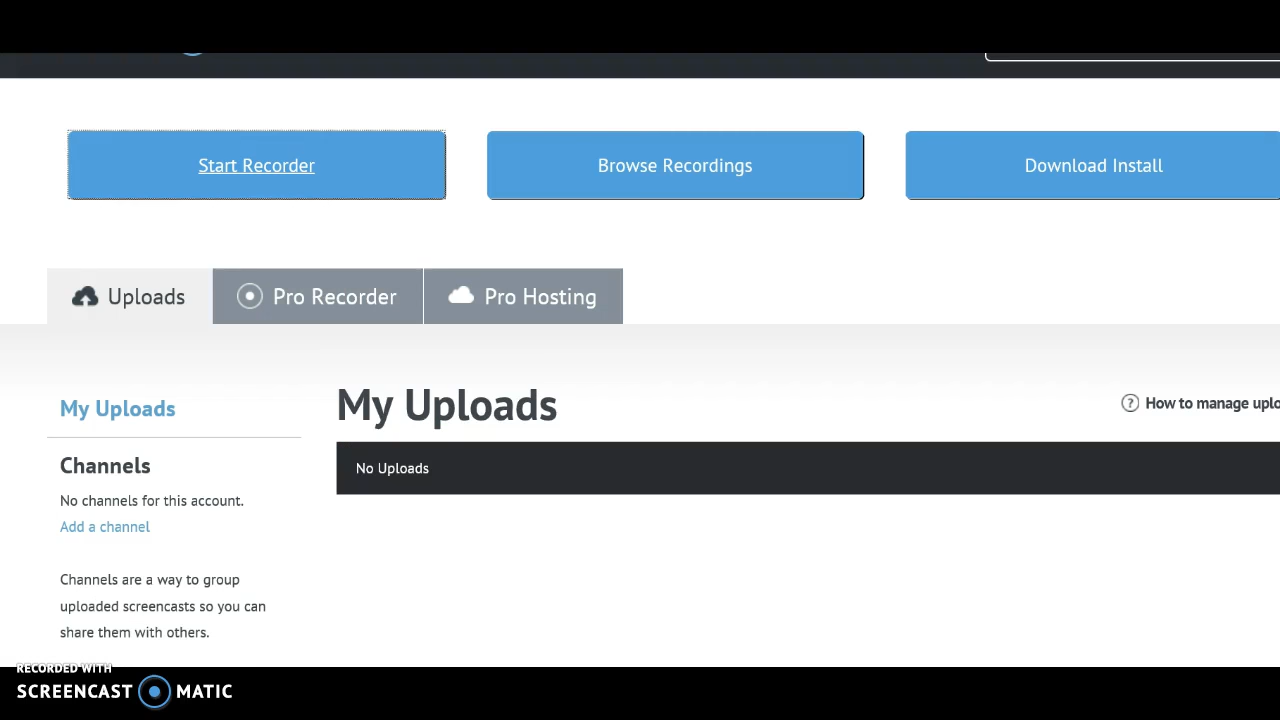 Start Recorder
Browse Recordings
Download Install
Uploads
Pro Recorder
Pro Hosting
My Uploads
Channels
No channels for this account.
Add a channel
Channels are a way to group
uploaded screencasts so you can
share them with others.
My Uploads
? How to manage uplo
No Uploads
RECORDED WITH
SCREENCAST MATIC